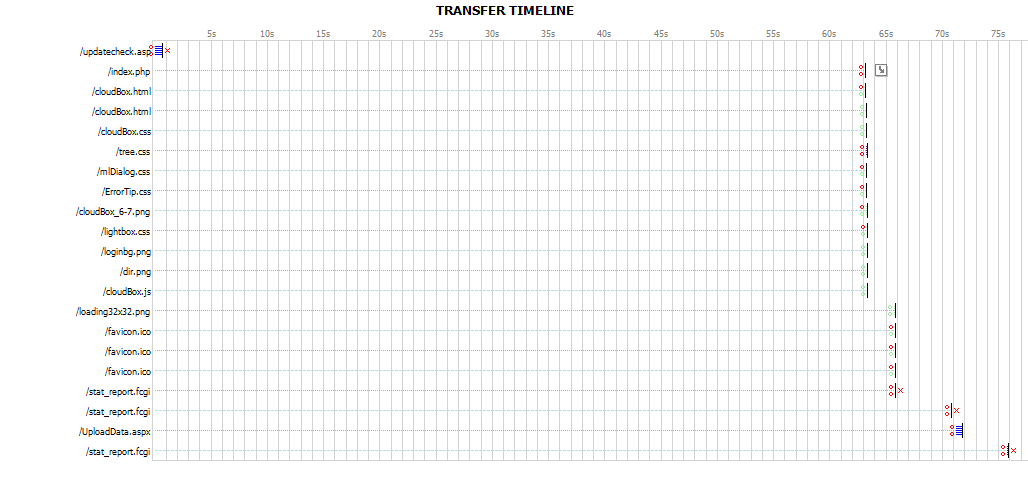 TRANSFER TIMELINE
5s 10s 15s 20s 25s 30s 35s 40s 45s 50s 55s 60s 65s 70s 75s
/updatecheck.asp
/index.php
/cloudBox.html
/cloudBox.html
/cloudBox.css
/tree.css
/mlDialog.css
/ErrorTip.css
/cloudBox_6-7.png
/lightbox.css
/loginbg.png
/dir.png
/cloudBox.js
/loading32x32.png
/favicon.ico
/favicon.ico
/favicon.ico
/stat_report.fcgi
/stat_report.fcgi
/UploadData.aspx
/stat_report.fcgi